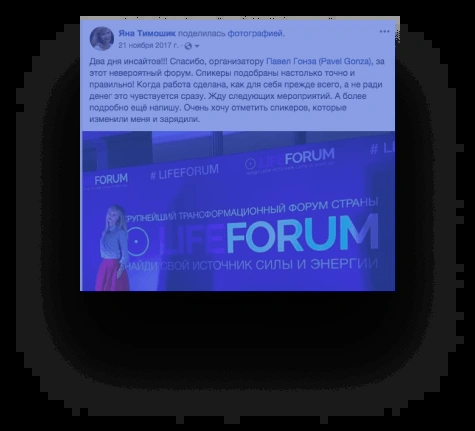 Яна Тимошик поделилась фотографией.
21 ноября 2017 г. ·
Два дня инсайтов!!! Спасибо, организатору Павел Гонза (Pavel Gonza), за
этот невероятный форум. Спикеры подобраны настолько точно и
правильно! Когда работа сделана, как для себя прежде всего, а не ради
денег это чувствуется сразу. Жду следующих мероприятий. А более
подробно ещё напишу. Очень хочу отметить спикеров, которые
изменили меня и зарядили.
FORUM
# LIFEFORUM
LIFEFORUM
# LI
КРУПНЕЙШИЙ ТРАНСФОРМАЦИОННЫЙ ФОРУМ СТРАНЫ
LIFEFORUM
НАЙДИ СВОЙ ИСТОЧНИК СИЛЫ И ЭНЕРГИИ